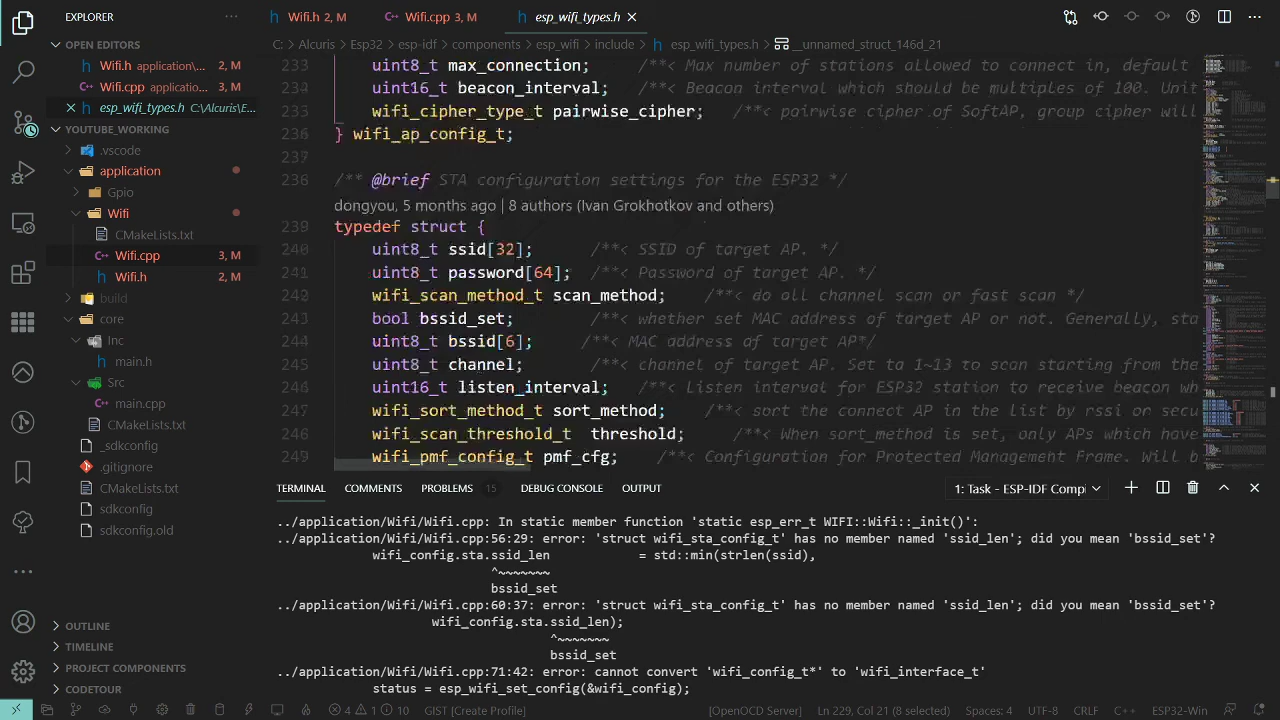 EXPLORER
OPEN EDITORS
Wifi.h application\... 2, M
Wifi.cpp applicatio... 3, M
esp_wifi_types.h C:\Alcuris\E...
YOUTUBE_WORKING
.vscode
application
Gpio
Wifi
CMakeLists.txt
Wifi.cpp 3, M
Wifi.h 2, M
build
core
Inc
main.h
Src
main.cpp
CMakeLists.txt
_sdkconfig
.gitignore
CMakeLists.txt
sdkconfig
sdkconfig.old
OUTLINE
TIMELINE
PROJECT COMPONENTS
CODETOUR
Wifi.h 2, M Wifi.cpp 3, M esp_wifi_types.h
C: > Alcuris > Esp32 > esp-idf > components > esp_wifi > include > esp_wifi_types.h > __unnamed_struct_146d_21
233 uint8_t max_connection; /**< Max number of stations allowed to connect in, default
234 uint16_t beacon_interval; /**< Beacon interval which should be multiples of 100. Unit
233 wifi_cipher_type_t pairwise_cipher; /**< pairwise cipher of SoftAP, group cipher will
236 } wifi_ap_config_t;
237
236 /** @brief STA configuration settings for the ESP32 */
dongyou, 5 months ago | 8 authors (Ivan Grokhotkov and others)
239 typedef struct {
240 uint8_t ssid[32]; /**< SSID of target AP. */
241 uint8_t password[64]; /**< Password of target AP. */
242 wifi_scan_method_t scan_method; /**< do all channel scan or fast scan */
243 bool bssid_set; /**< whether set MAC address of target AP or not. Generally, sta
244 uint8_t bssid[6]; /**< MAC address of target AP*/
245 uint8_t channel; /**< channel of target AP. Set to 1~13 to scan starting from the
246 uint16_t listen_interval; /**< Listen interval for ESP32 station to receive beacon wh
247 wifi_sort_method_t sort_method; /**< sort the connect AP in the list by rssi or secu
246 wifi_scan_threshold_t threshold; /**< When sort_method is set, only APs which have
249 wifi_pmf_config_t pmf_cfg; /**< Configuration for Protected Management Frame. Will b
TERMINAL COMMENTS PROBLEMS 15 DEBUG CONSOLE OUTPUT 1: Task - ESP-IDF Compi
../application/Wifi/Wifi.cpp: In static member function 'static esp_err_t WIFI::Wifi::_init()':
../application/Wifi/Wifi.cpp:56:29: error: 'struct wifi_sta_config_t' has no member named 'ssid_len'; did you mean 'bssid_set'?
wifi_config.sta.ssid_len = std::min(strlen(ssid),
^~~~~~~~
bssid_set
../application/Wifi/Wifi.cpp:60:37: error: 'struct wifi_sta_config_t' has no member named 'ssid_len'; did you mean 'bssid_set'?
wifi_config.sta.ssid_len);
^~~~~~~~
bssid_set
../application/Wifi/Wifi.cpp:71:42: error: cannot convert 'wifi_config_t*' to 'wifi_interface_t'
status = esp_wifi_set_config(&wifi_config);
4 1 10 GIST [Create Profile] [OpenOCD Server] Ln 229, Col 21 (8 selected) Spaces: 4 UTF-8 CRLF C++ ESP32-Win